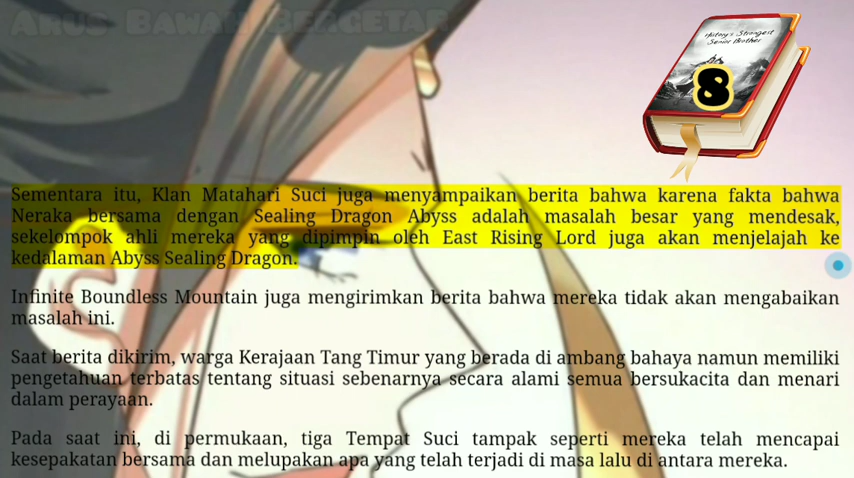 ARUS BAWAH BERGETAR
History's Strongest
Senior Brother
8
Sementara itu, Klan Matahari Suci juga menyampaikan berita bahwa karena fakta bahwa
Neraka bersama dengan Sealing Dragon Abyss adalah masalah besar yang mendesak,
sekelompok ahli mereka yang dipimpin oleh East Rising Lord juga akan menjelajah ke
kedalaman Abyss Sealing Dragon.
Infinite Boundless Mountain juga mengirimkan berita bahwa mereka tidak akan mengabaikan
masalah ini.
Saat berita dikirim, warga Kerajaan Tang Timur yang berada di ambang bahaya namun memiliki
pengetahuan terbatas tentang situasi sebenarnya secara alami semua bersukacita dan menari
dalam perayaan.
Pada saat ini, di permukaan, tiga Tempat Suci tampak seperti mereka telah mencapai
kesepakatan bersama dan melupakan apa yang telah terjadi di masa lalu di antara mereka.